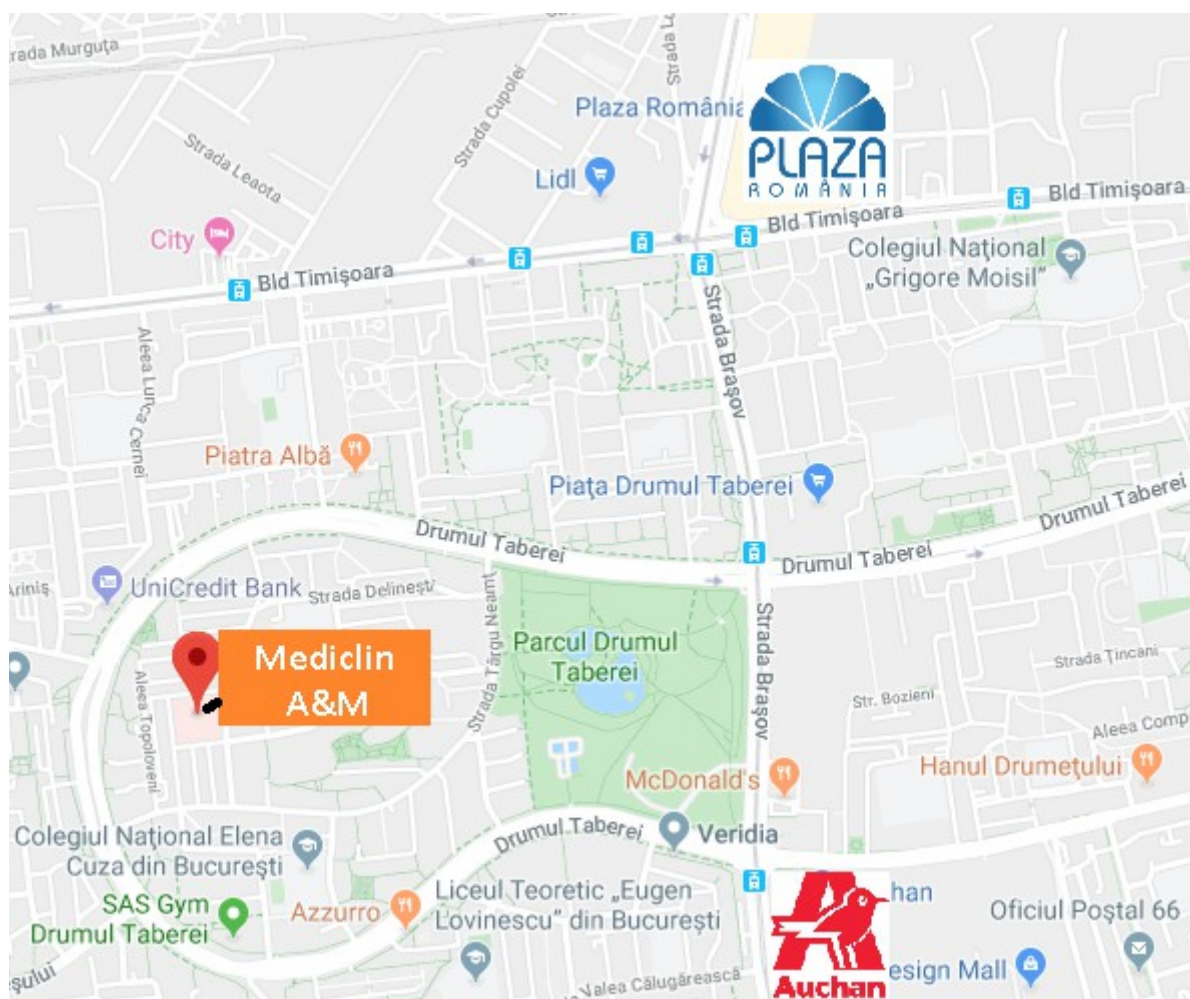 rada Murguța
Strada Cupolei
Strada Lu
Plaza România
PLAZA
ROMÂNIA
Strada Leaota
Lidl
Bld Timișoara
Bld Timișoara
City
Colegiul Național
„Grigore Moisil”
Bld Timișoara
Strada Brașov
Aleea Lunca Cernei
Piatra Albă
Piața Drumul Taberei
Drumul Taberei
Drumul Taberei
Drumul Taberei
Ariniș
UniCredit Bank
Strada Delinești
Strada Târgu Neamț
Parcul Drumul
Taberei
Strada Brașov
Mediclin
A&M
Strada Țincani
Str. Bozieni
Aleea Topoloveni
Aleea Comp
McDonald's
Hanul Drumețului
Drumul Taberei
Veridia
Colegiul Național Elena
Cuza din București
SAS Gym
Drumul Taberei
Azzurro
Liceul Teoretic „Eugen
Lovinescu” din București
han
Oficiul Poștal 66
esign Mall
Auchan
șului
Valea Călugărească